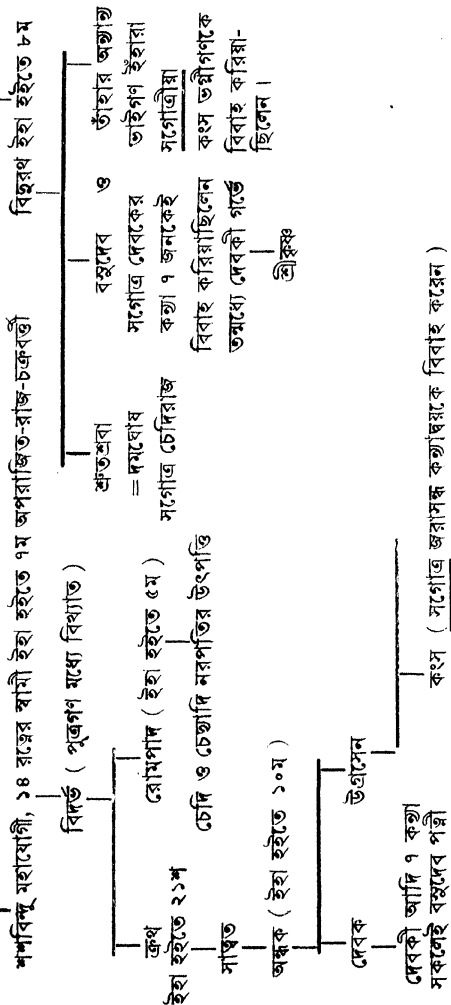 শশবিন্দু মহাযোগী, ১৪ রত্নের স্বামী ইহা হইতে ৭ম অপরাজিত-রাজ-চক্রবর্ত্তী
বিদর্ভ ( পুত্রগণ মধ্যে বিখ্যাত )
ক্রথ
ইহা হইতে ২১শ
রোমপাদ ( ইহা হইতে ৫ম )
চেদি ও চেদ্যাদি নরপতির উৎপত্তি
সাত্বত
অন্ধক ( ইহা হইতে ১০ম )
দেবক
উগ্রসেন
দেবকী আদি ৭ কন্যা
সকলেই বসুদেব পত্নী
কংস ( সগোত্র জরাসন্ধ কন্যাদ্বয়কে বিবাহ করেন )
বিদূরথ ইহা হইতে ৮ম
শ্রুতশ্রবা
= দমঘোষ
সগোত্র চেদিরাজ
বসুদেব ও
সগোত্র দেবকের
কন্যা ৭ জনকেই
বিবাহ করিয়াছিলেন
তন্মধ্যে দেবকী গর্ভে
শ্রীকৃষ্ণ
তাঁহার অন্যান্য
ভাইগণ ইঁহারা
সগোত্রীয়া
কংস ভগ্নীগণকে
বিবাহ করিয়া-
ছিলেন ।